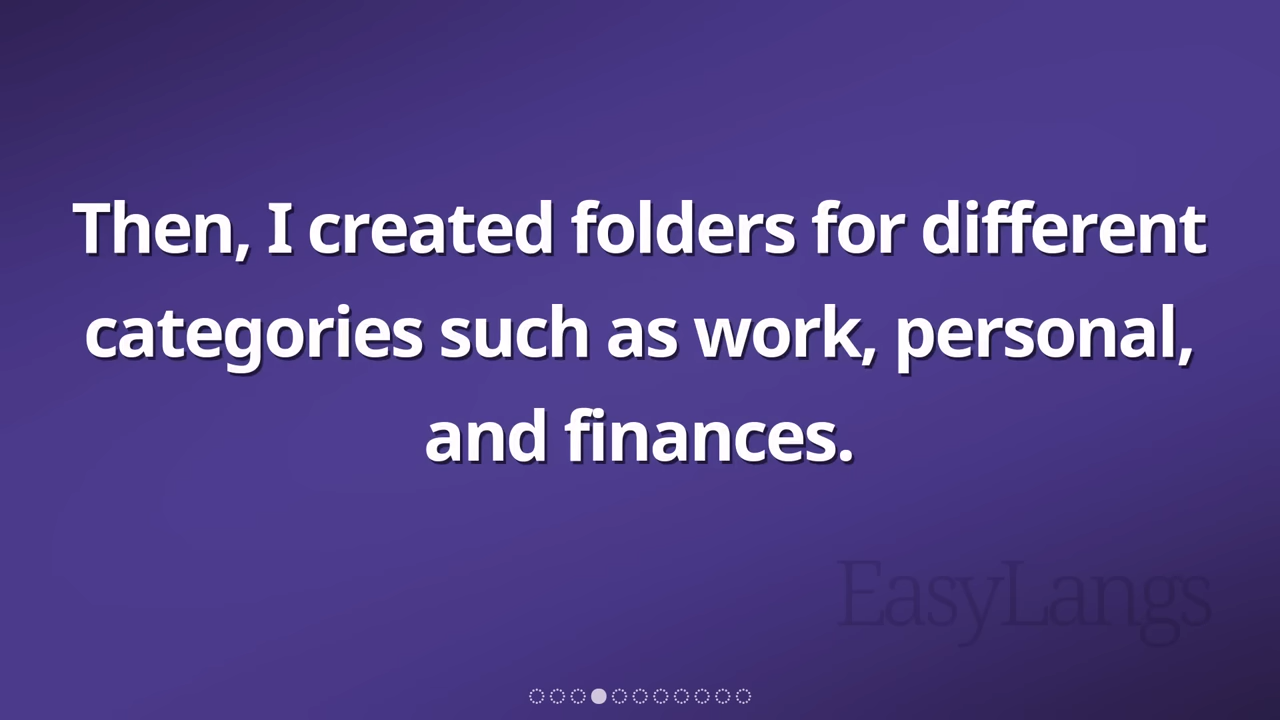 Then, I created folders for different
categories such as work, personal,
and finances.
EasyLangs